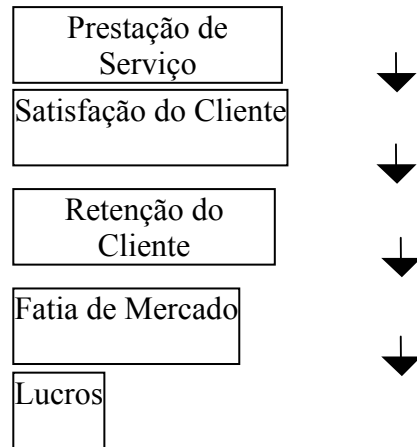 Prestação de
Serviço
Satisfação do Cliente
Retenção do
Cliente
Fatia de Mercado
Lucros